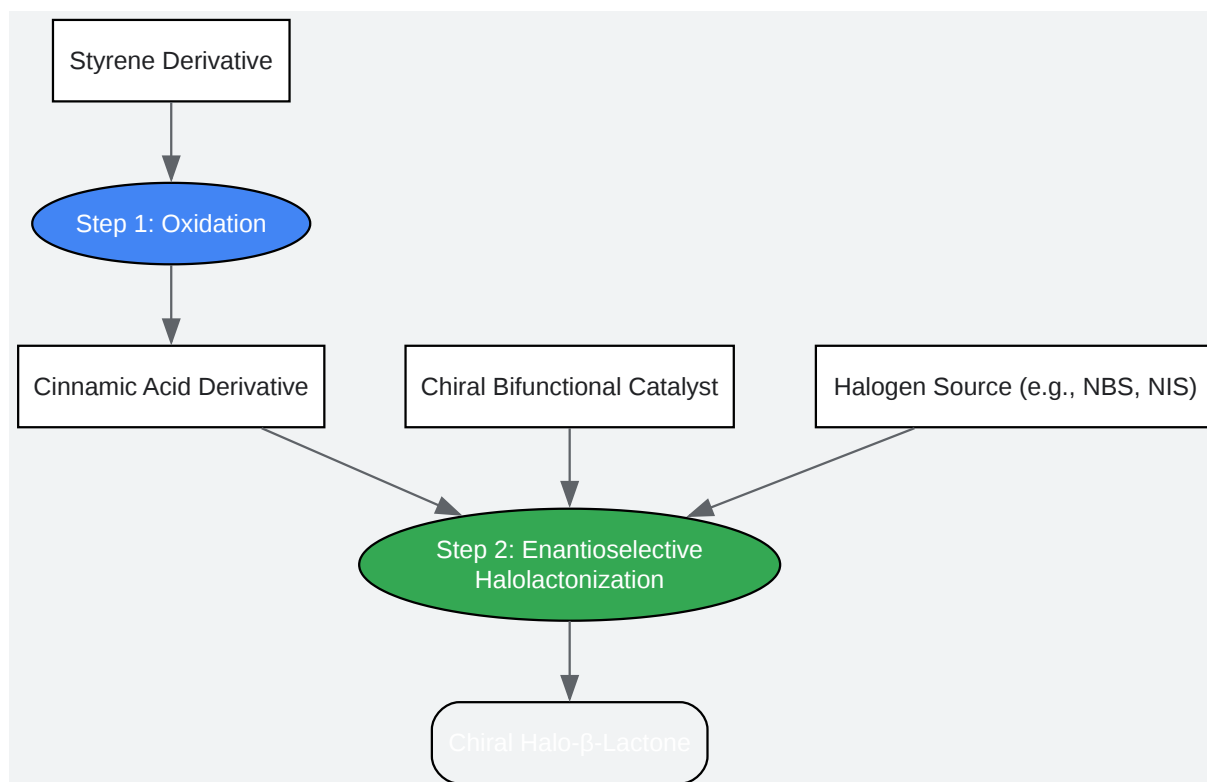 Styrene Derivative
Step 1: Oxidation
Cinnamic Acid Derivative
Chiral Bifunctional Catalyst
Halogen Source (e.g., NBS, NIS)
Step 2: Enantioselective
Halolactonization
Chiral Halo-β-Lactone